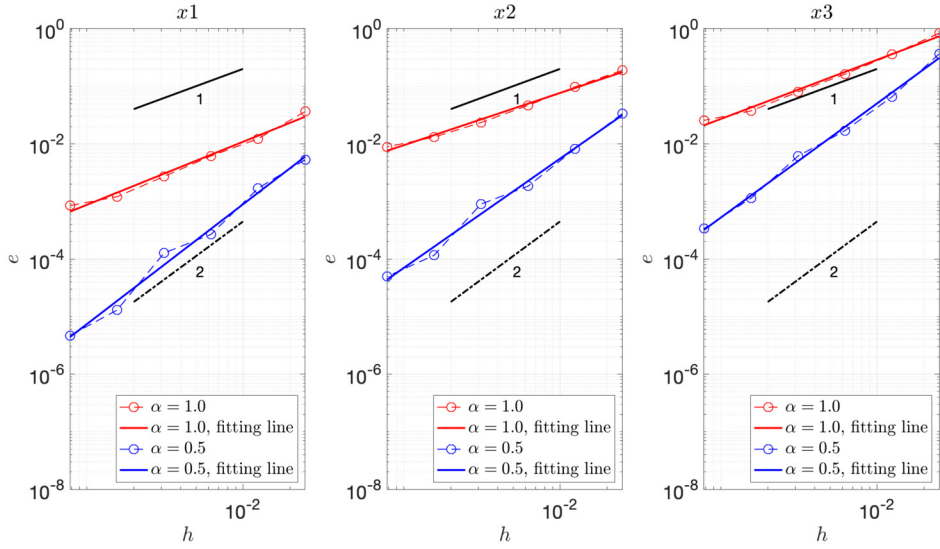 x1
10^0
10^-2
10^-4
10^-6
10^-8
e
1
2
α = 1.0
α = 1.0, fitting line
α = 0.5
α = 0.5, fitting line
10^-2
h
x2
10^0
10^-2
10^-4
10^-6
10^-8
e
1
2
α = 1.0
α = 1.0, fitting line
α = 0.5
α = 0.5, fitting line
10^-2
h
x3
10^0
10^-2
10^-4
10^-6
10^-8
e
1
2
α = 1.0
α = 1.0, fitting line
α = 0.5
α = 0.5, fitting line
10^-2
h